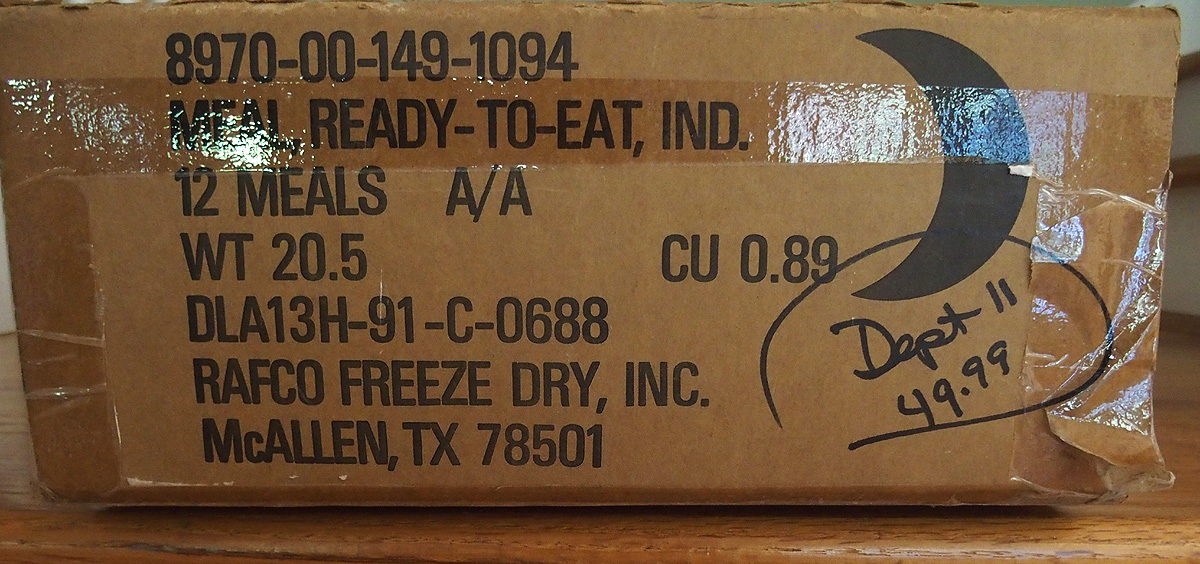 8970-00-149-1094
MEAL, READY-TO-EAT, IND.
12 MEALS A/A
WT 20.5 CU 0.89
DLA13H-91-C-0688
RAFCO FREEZE DRY, INC.
McALLEN, TX 78501
Dept 11
49.99